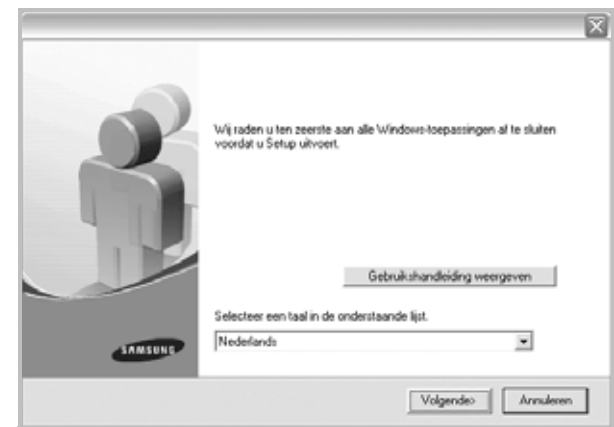 Wij raden u ten zeerste aan alle Windows-toepassingen af te sluiten
voordat u Setup uitvoert.
Gebruikshandleiding weergeven
Selecteer een taal in de onderstaande lijst.
Nederlands
SAMSUNG
Volgende>
Annuleren